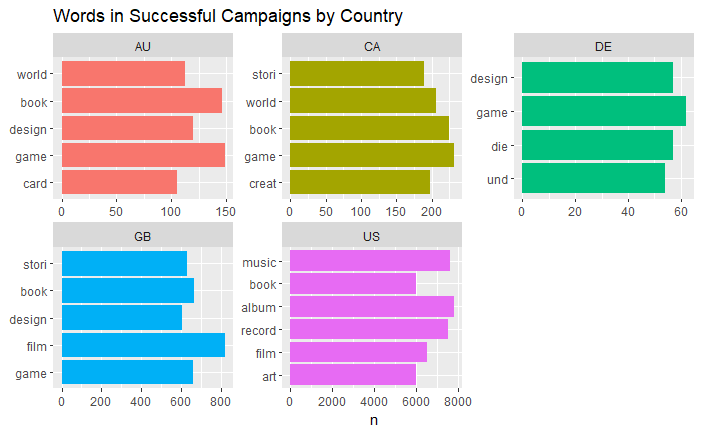 Words in Successful Campaigns by Country
AU
world
book
design
game
card
0 50 100 150
CA
stori
world
book
game
creat
0 50 100 150 200
DE
design
game
die
und
0 20 40 60
GB
stori
book
design
film
game
0 200 400 600 800
US
music
book
album
record
film
art
0 2000 4000 6000 8000
n